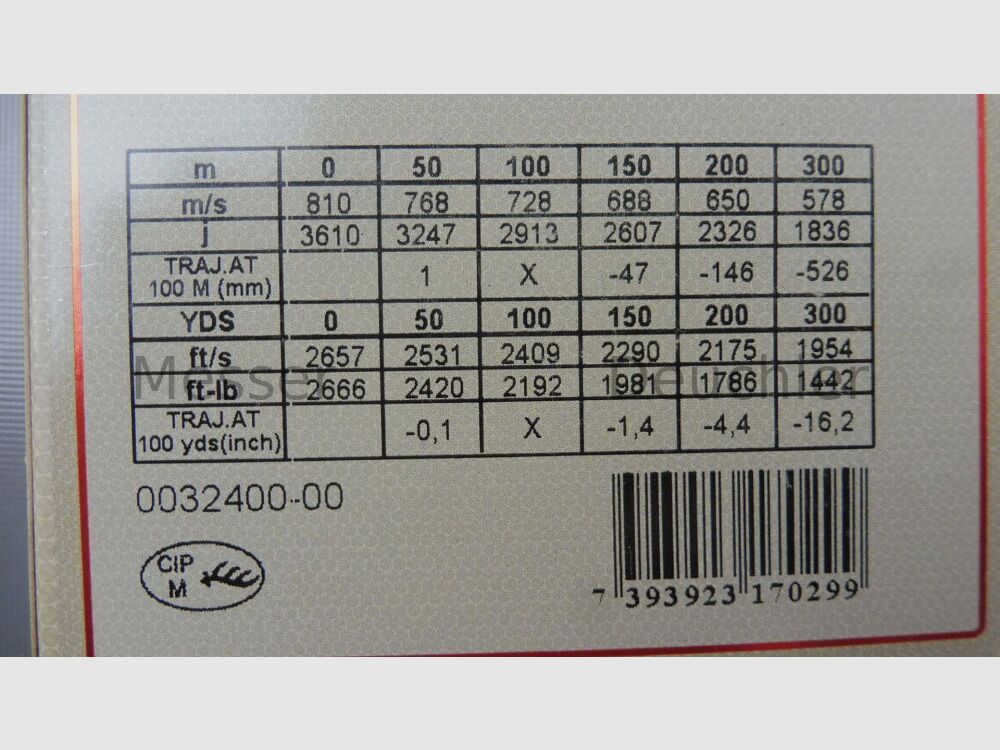 m 0 50 100 150 200 300
m/s 810 768 728 688 650 578
j 3610 3247 2913 2607 2326 1836
TRAJ.AT
100 M (mm) 1 X -47 -146 -526
YDS 0 50 100 150 200 300
ft/s 2657 2531 2409 2290 2175 1954
ft-lb 2666 2420 2192 1981 1786 1442
TRAJ.AT
100 yds(inch) -0,1 X -1,4 -4,4 -16,2
0032400-00
CIP
M
7 393923 170299